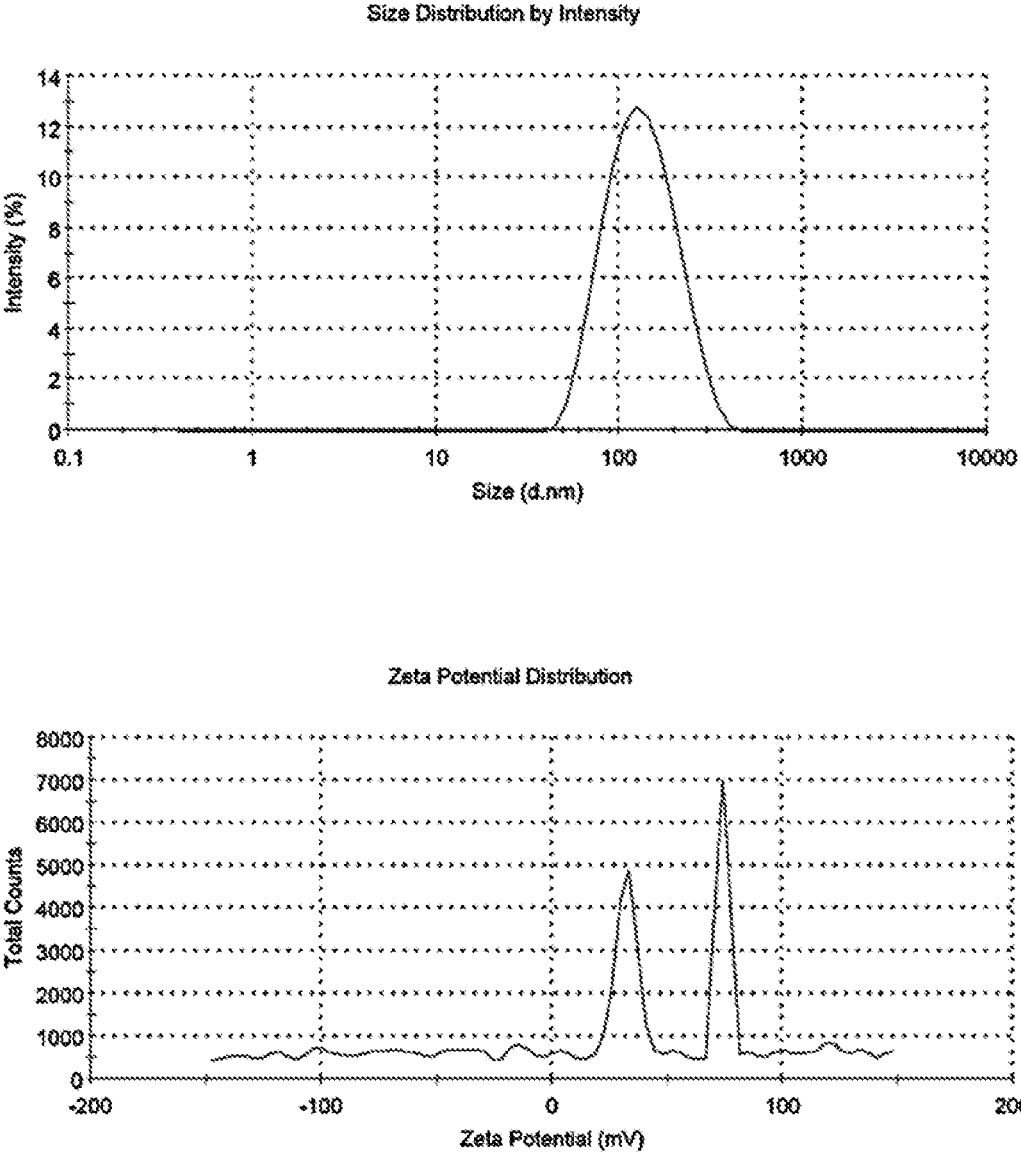 Size Distribution by Intensity
14
12
10
8
6
4
2
0
Intensity (%)
0.1 1 10 100 1000 10000
Size (d.nm)
Zeta Potential Distribution
8000
7000
6000
5000
4000
3000
2000
1000
0
Total Counts
-200 -100 0 100 20
Zeta Potential (mV)